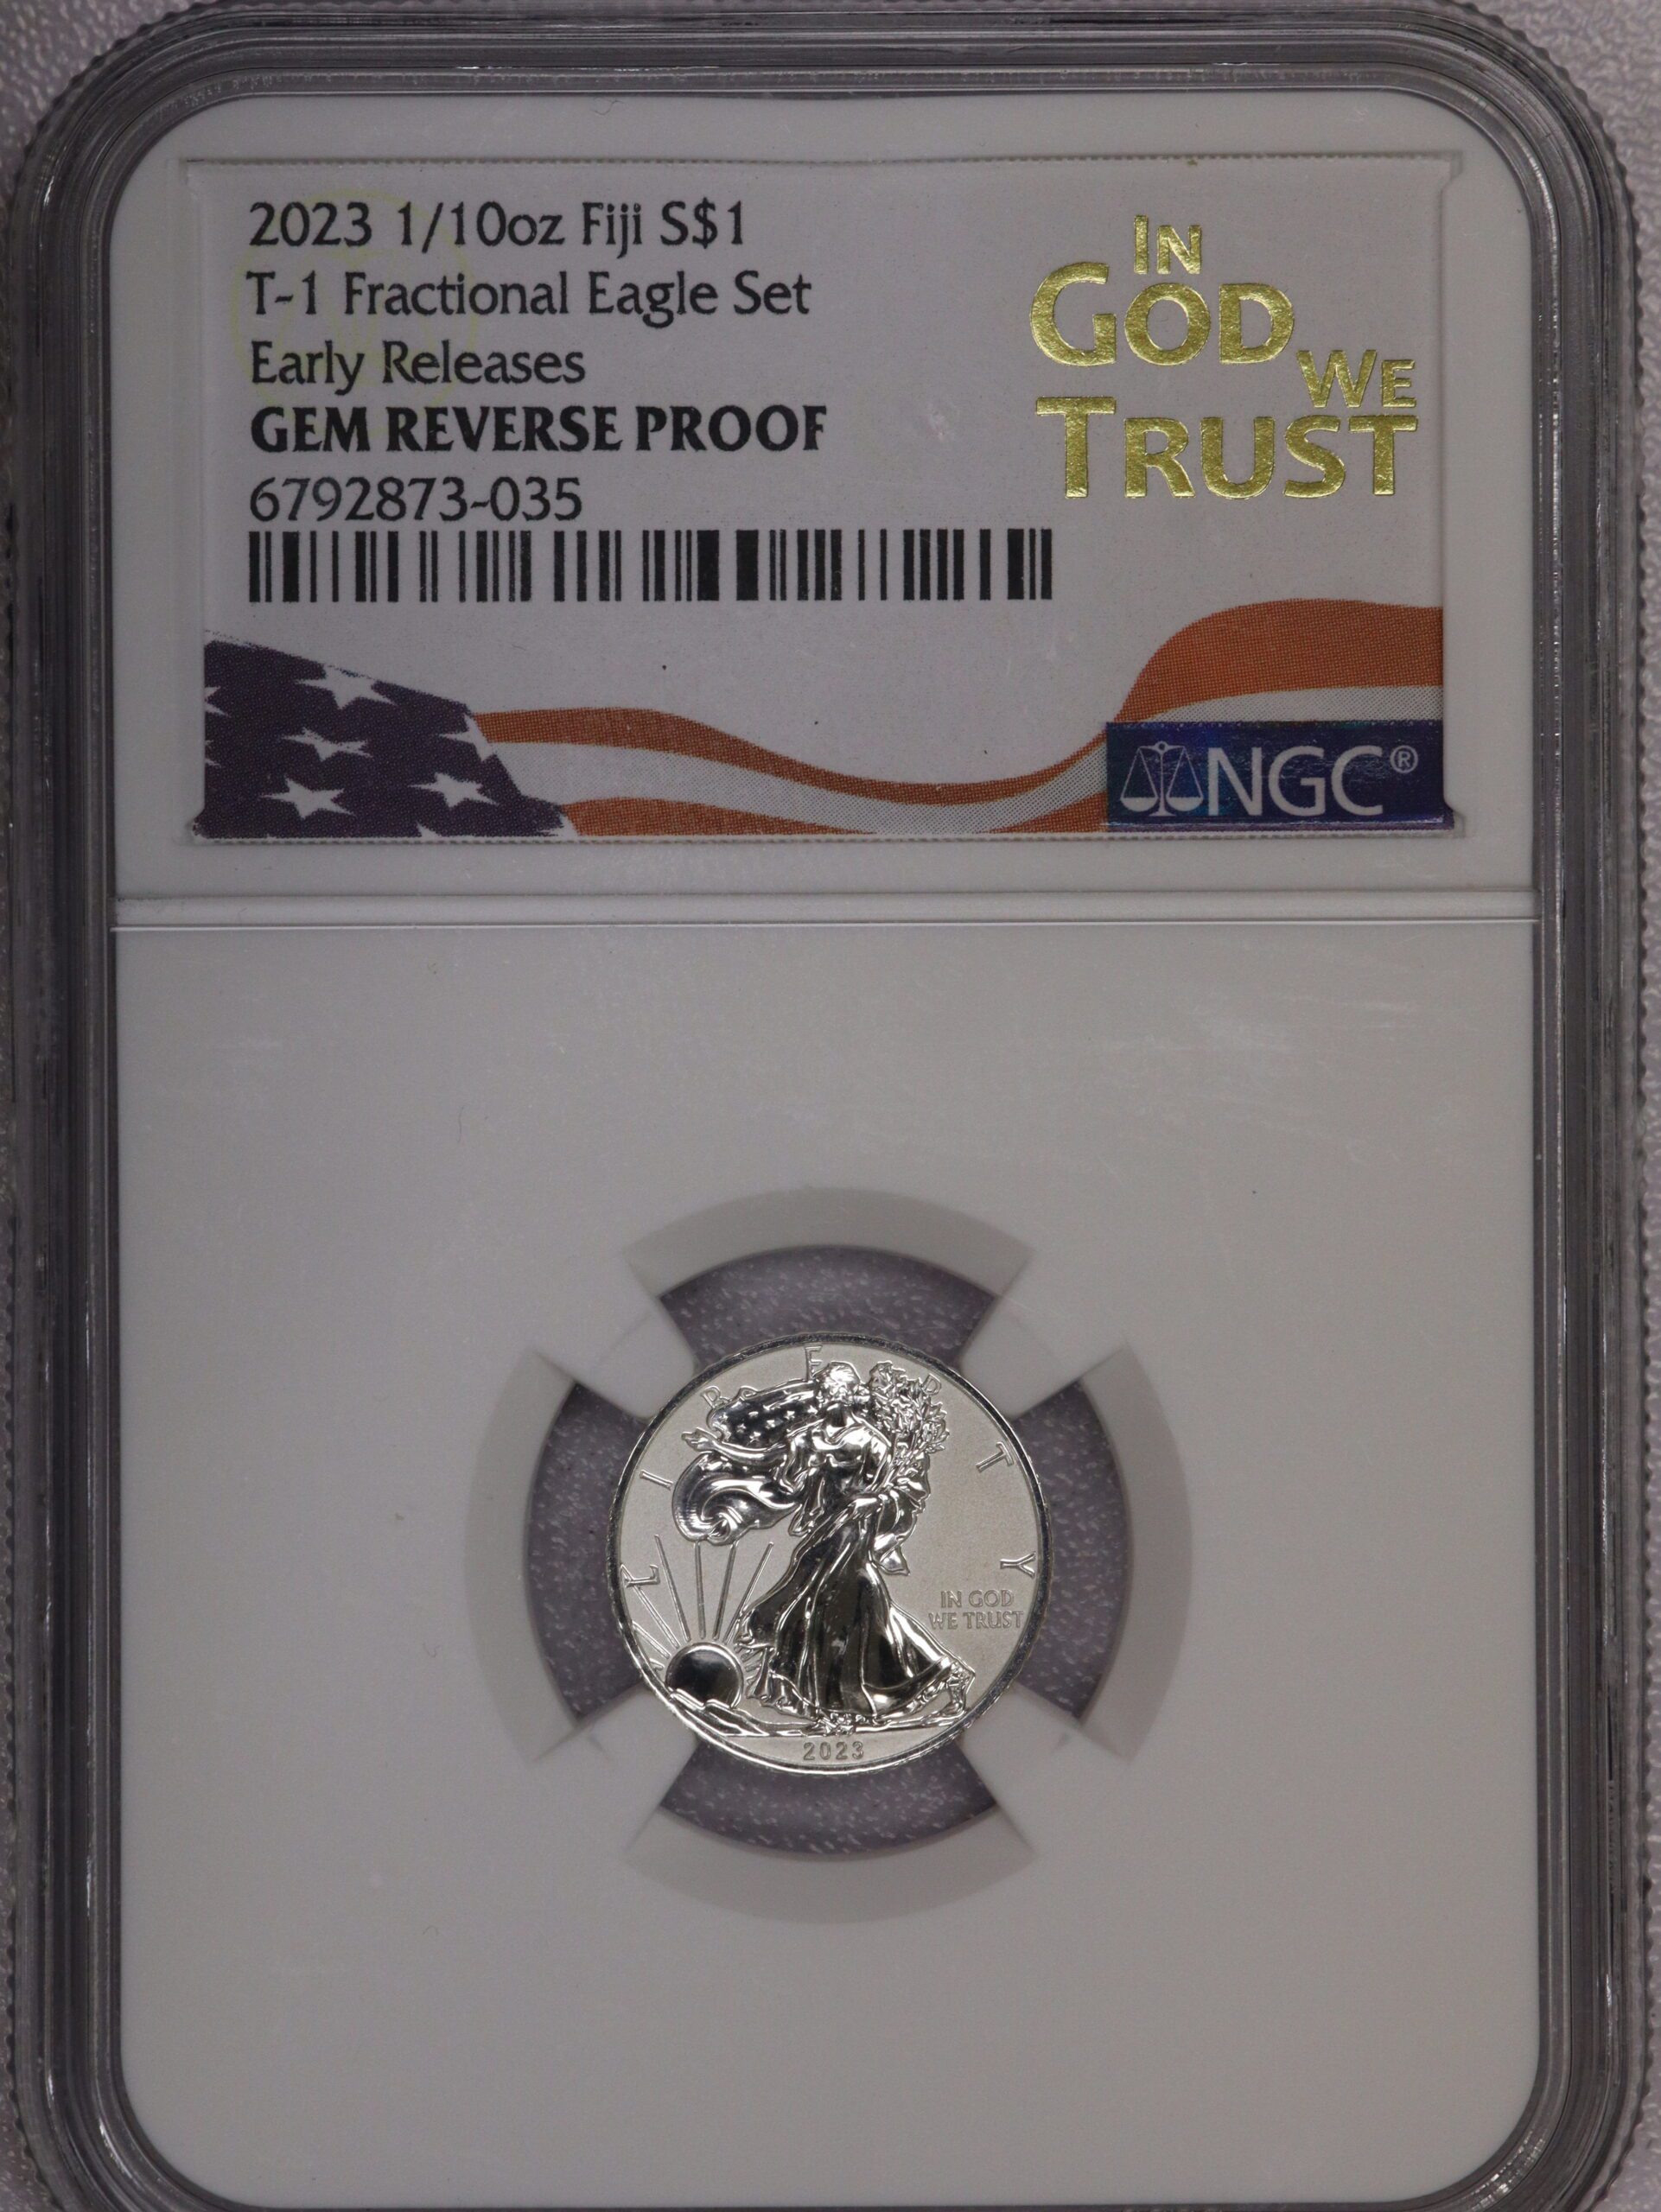 2023 1/10oz Fiji S$1
T-1 Fractional Eagle Set
Early Releases
GEM REVERSE PROOF
6792873-035
IN
GOD
WE
TRUST
NGC®
LIBERTY
IN GOD
WE TRUST
2023